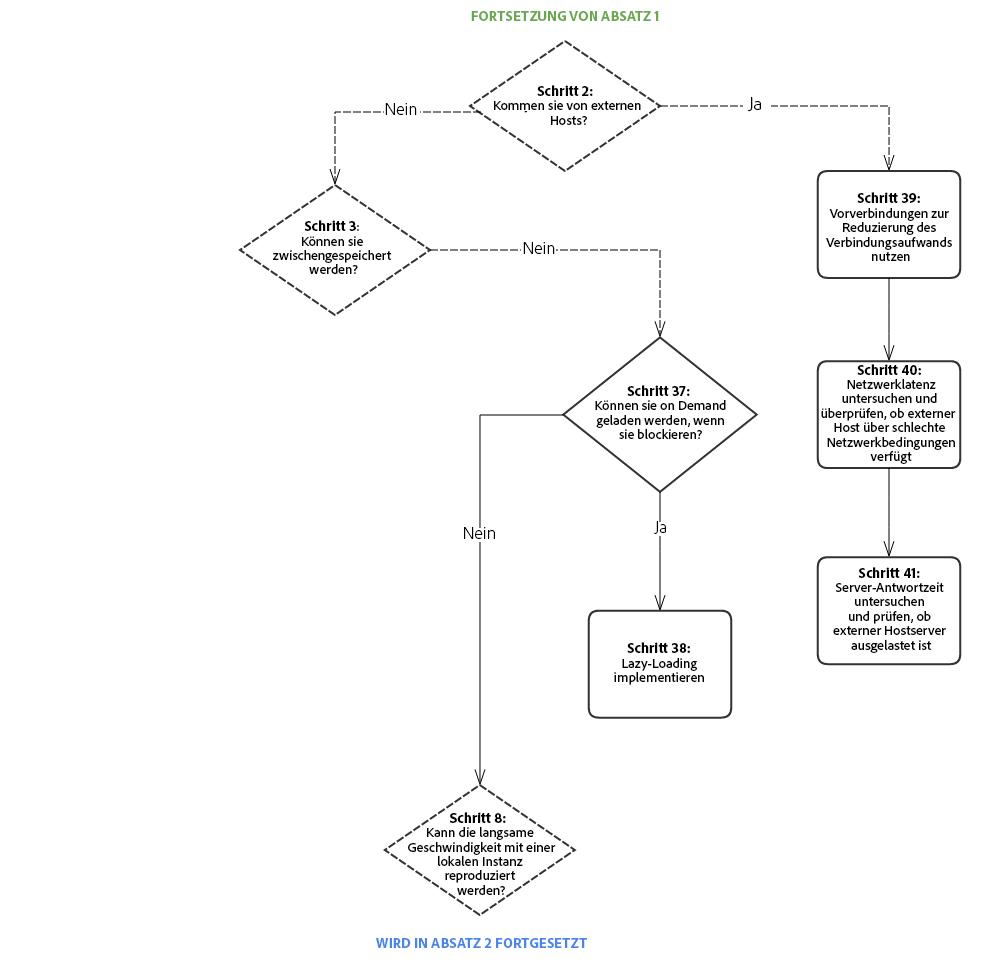 FORTSETZUNG VON ABSATZ 1
Schritt 2:
Kommen sie von externen
Hosts?
Nein
Ja
Schritt 3:
Können sie
zwischengespeichert
werden?
Nein
Schritt 39:
Vorverbindungen zur
Reduzierung des
Verbindungsaufwands
nutzen
Schritt 37:
Können sie on Demand
geladen werden, wenn
sie blockieren?
Schritt 40:
Netzwerklatenz
untersuchen und
überprüfen, ob externer
Host über schlechte
Netzwerkbedingungen
verfügt
Nein
Ja
Schritt 41:
Server-Antwortzeit
untersuchen
und prüfen, ob
externer Hostserver
ausgelastet ist
Schritt 38:
Lazy-Loading
implementieren
Schritt 8:
Kann die langsame
Geschwindigkeit mit einer
lokalen Instanz
reproduziert
werden?
WIRD IN ABSATZ 2 FORTGESETZT